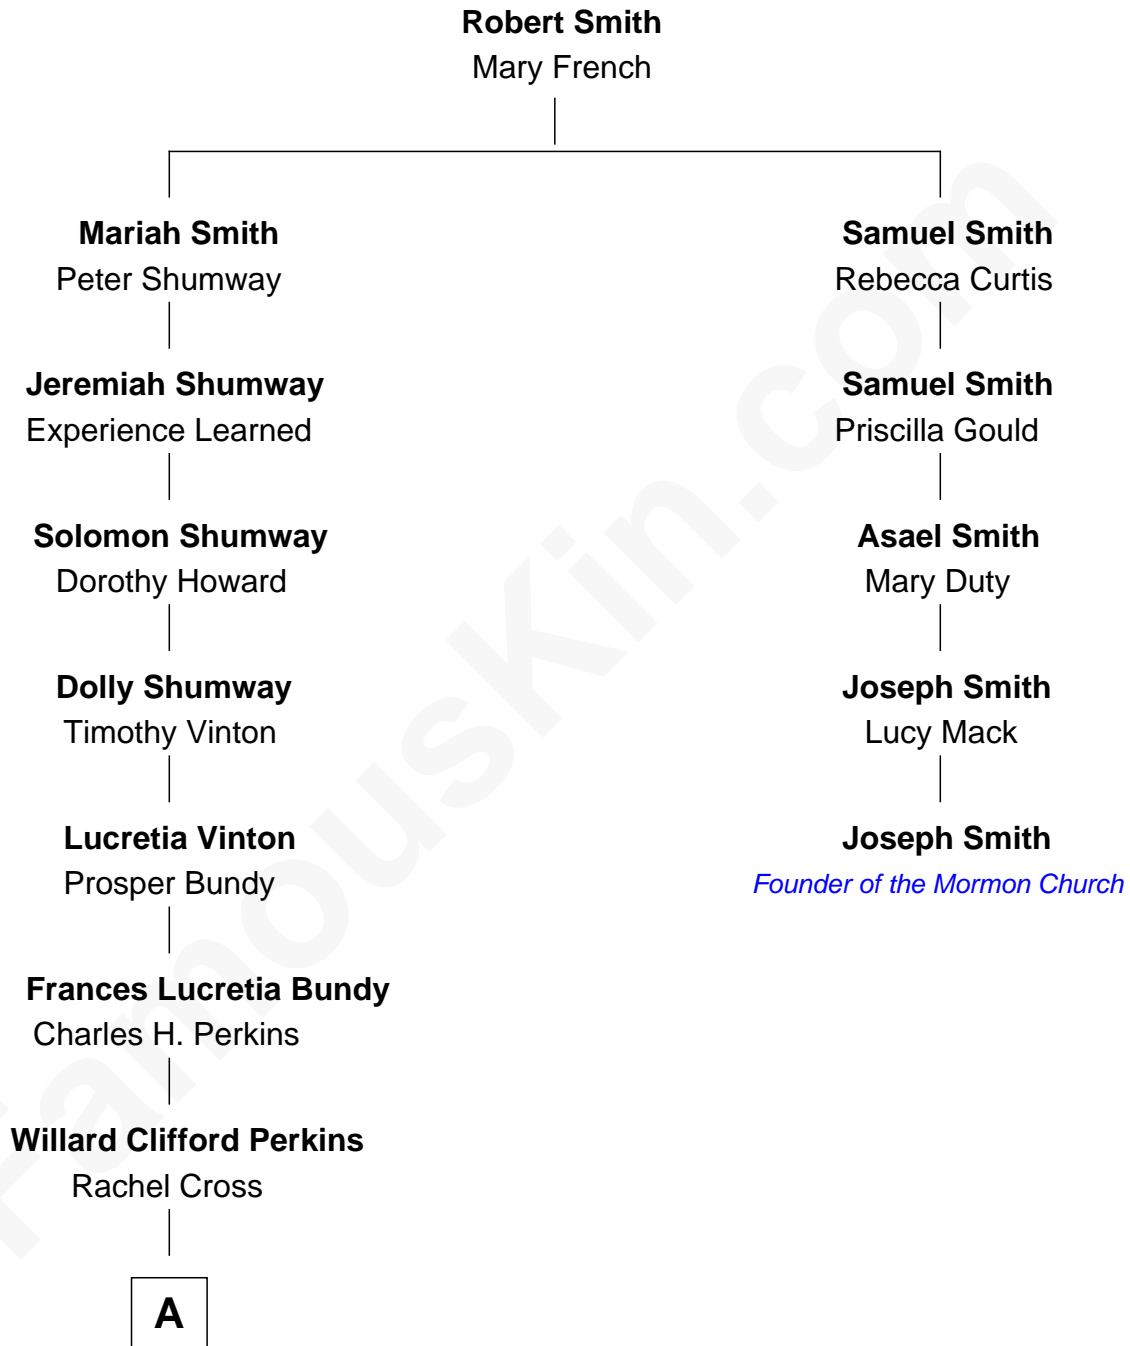 Robert Smith
Mary French
Mariah Smith
Peter Shumway
Samuel Smith
Rebecca Curtis
Jeremiah Shumway
Experience Learned
Samuel Smith
Priscilla Gould
Solomon Shumway
Dorothy Howard
Asael Smith
Mary Duty
Dolly Shumway
Timothy Vinton
Joseph Smith
Lucy Mack
Lucretia Vinton
Prosper Bundy
Joseph Smith
Founder of the Mormon Church
Frances Lucretia Bundy
Charles H. Perkins
Willard Clifford Perkins
Rachel Cross
A
FamousKin.com